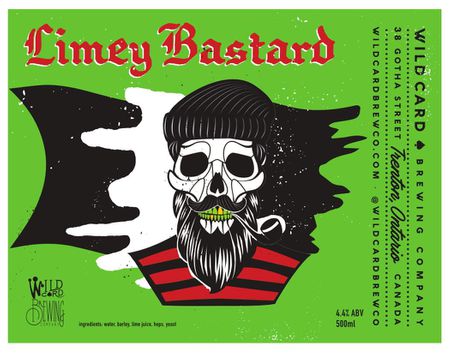 Limey Bastard
WILDCARD BREWING COMPANY
38 GOTHA STREET Trenton, Ontario CANADA
WILDCARDBREWCO.COM · @WILDCARDBREWCO
WILD
CARD
BREWING
COMPANY
ingredients: water, barley, lime juice, hops, yeast
4.4% ABV
500ml